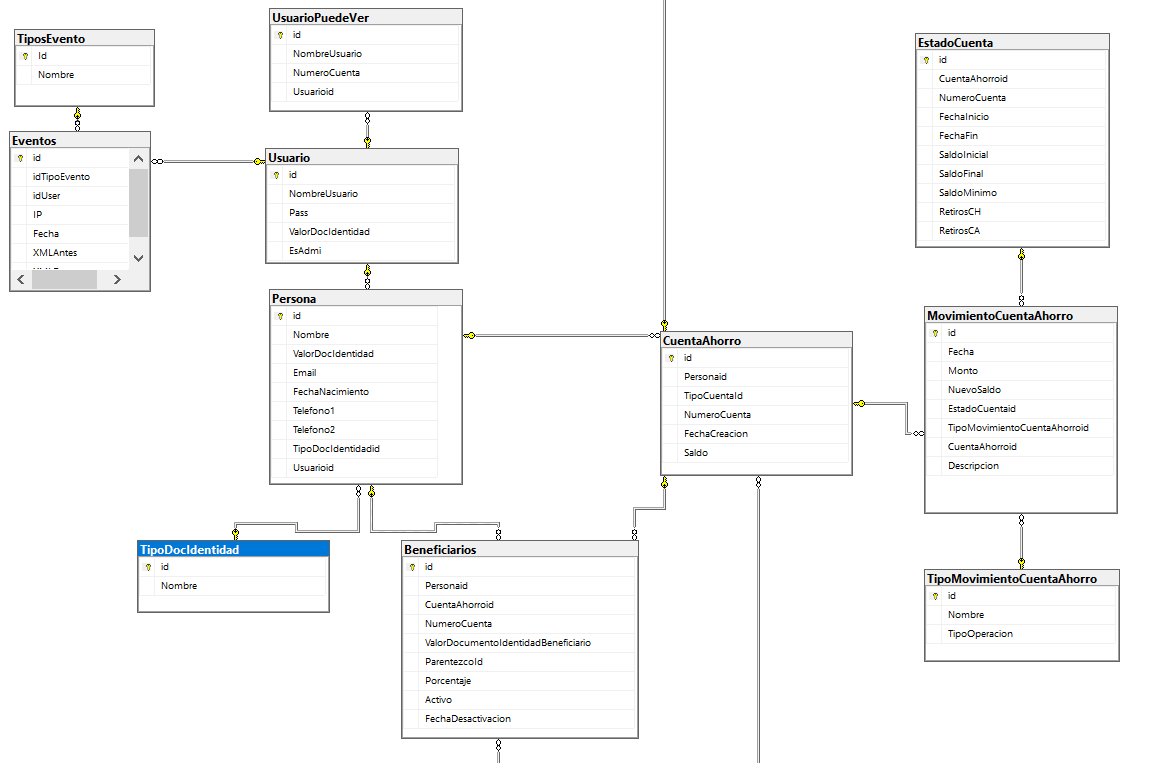 TiposEvento
Id
Nombre
Eventos
id
idTipoEvento
idUser
IP
Fecha
XMLAntes
UsuarioPuedeVer
id
NombreUsuario
NumeroCuenta
Usuarioid
Usuario
id
NombreUsuario
Pass
ValorDocIdentidad
EsAdmi
Persona
id
Nombre
ValorDocIdentidad
Email
FechaNacimiento
Telefono1
Telefono2
TipoDocIdentidadid
Usuarioid
TipoDocIdentidad
id
Nombre
Beneficiarios
id
Personaid
CuentaAhorroid
NumeroCuenta
ValorDocumentoIdentidadBeneficiario
ParentezcoId
Porcentaje
Activo
FechaDesactivacion
CuentaAhorro
id
Personaid
TipoCuentaId
NumeroCuenta
FechaCreacion
Saldo
EstadoCuenta
id
CuentaAhorroid
NumeroCuenta
FechaInicio
FechaFin
SaldoInicial
SaldoFinal
SaldoMinimo
RetirosCH
RetirosCA
MovimientoCuentaAhorro
id
Fecha
Monto
NuevoSaldo
EstadoCuentaid
TipoMovimientoCuentaAhorroid
CuentaAhorroid
Descripcion
TipoMovimientoCuentaAhorro
id
Nombre
TipoOperacion